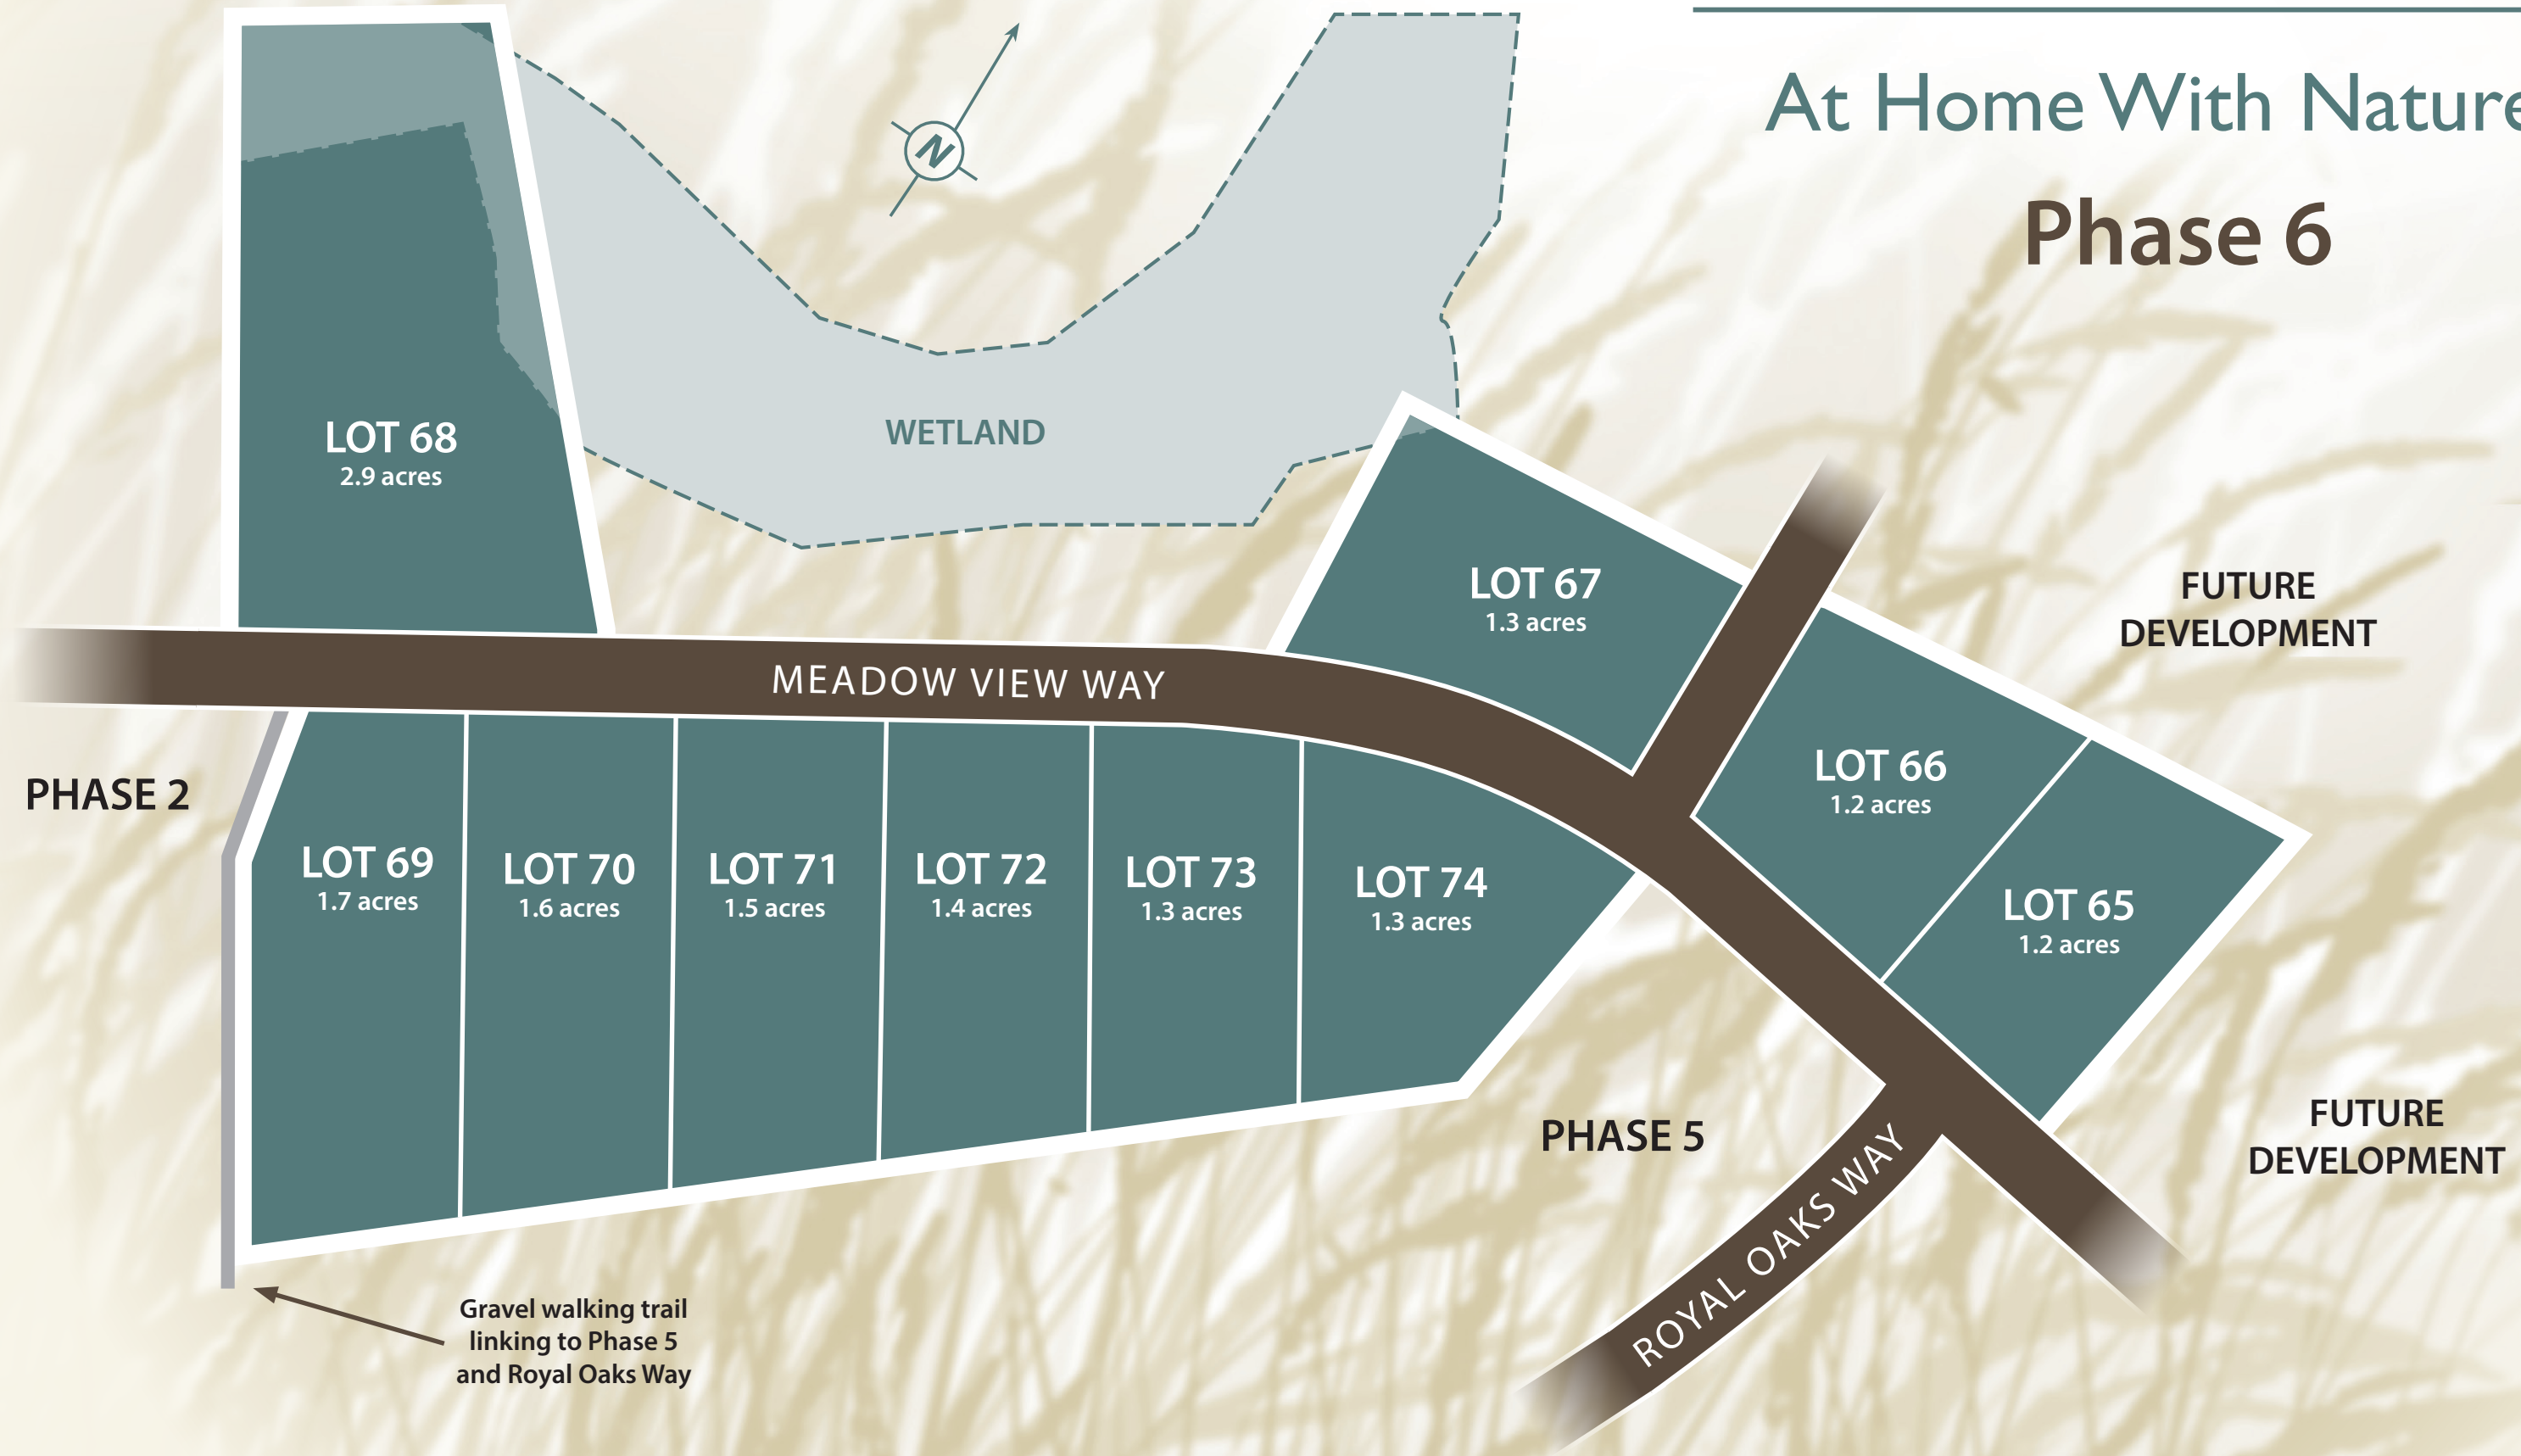 At Home With Nature
Phase 6
N
WETLAND
LOT 68
2.9 acres
LOT 67
1.3 acres
FUTURE
DEVELOPMENT
MEADOW VIEW WAY
LOT 66
1.2 acres
PHASE 2
LOT 69
1.7 acres
LOT 70
1.6 acres
LOT 71
1.5 acres
LOT 72
1.4 acres
LOT 73
1.3 acres
LOT 74
1.3 acres
LOT 65
1.2 acres
PHASE 5
FUTURE
DEVELOPMENT
ROYAL OAKS WAY
Gravel walking trail
linking to Phase 5
and Royal Oaks Way